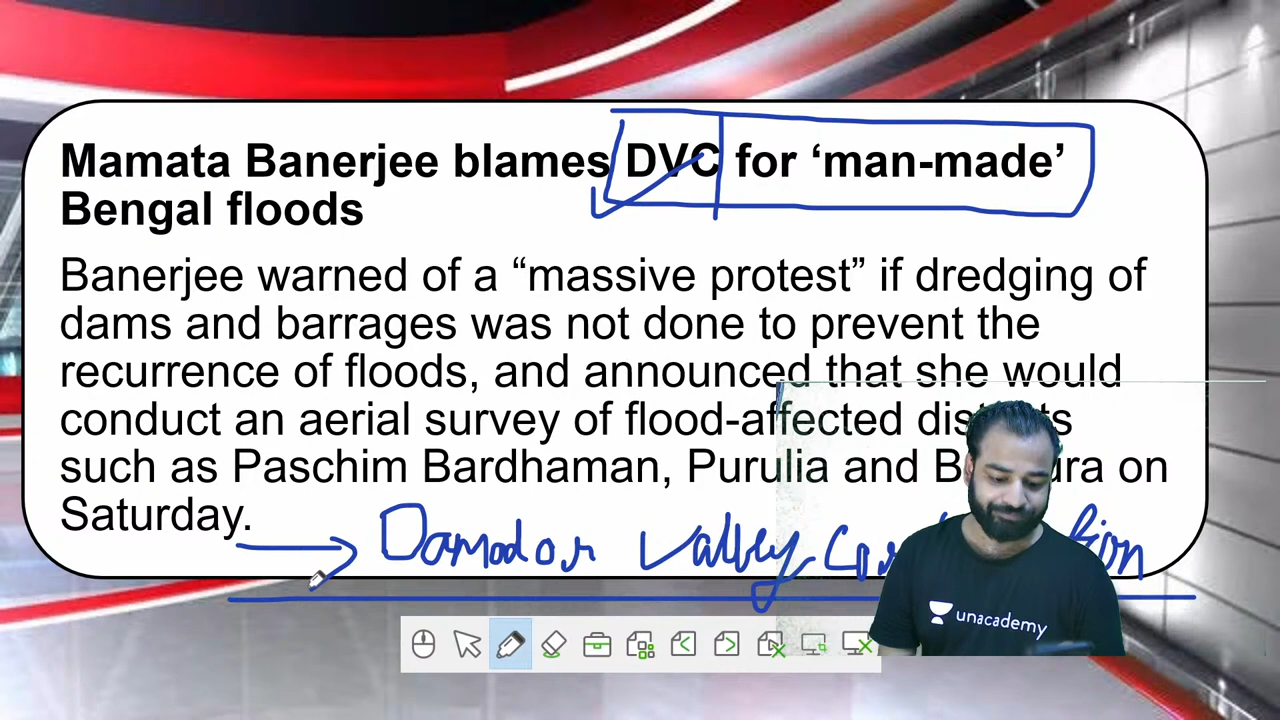 Mamata Banerjee blames DVC for ‘man-made’
Bengal floods
Banerjee warned of a “massive protest” if dredging of
dams and barrages was not done to prevent the
recurrence of floods, and announced that she would
conduct an aerial survey of flood-affected
such as Paschim Bardhaman, Purulia and on
Saturday.
Damodar Valley
unacademy